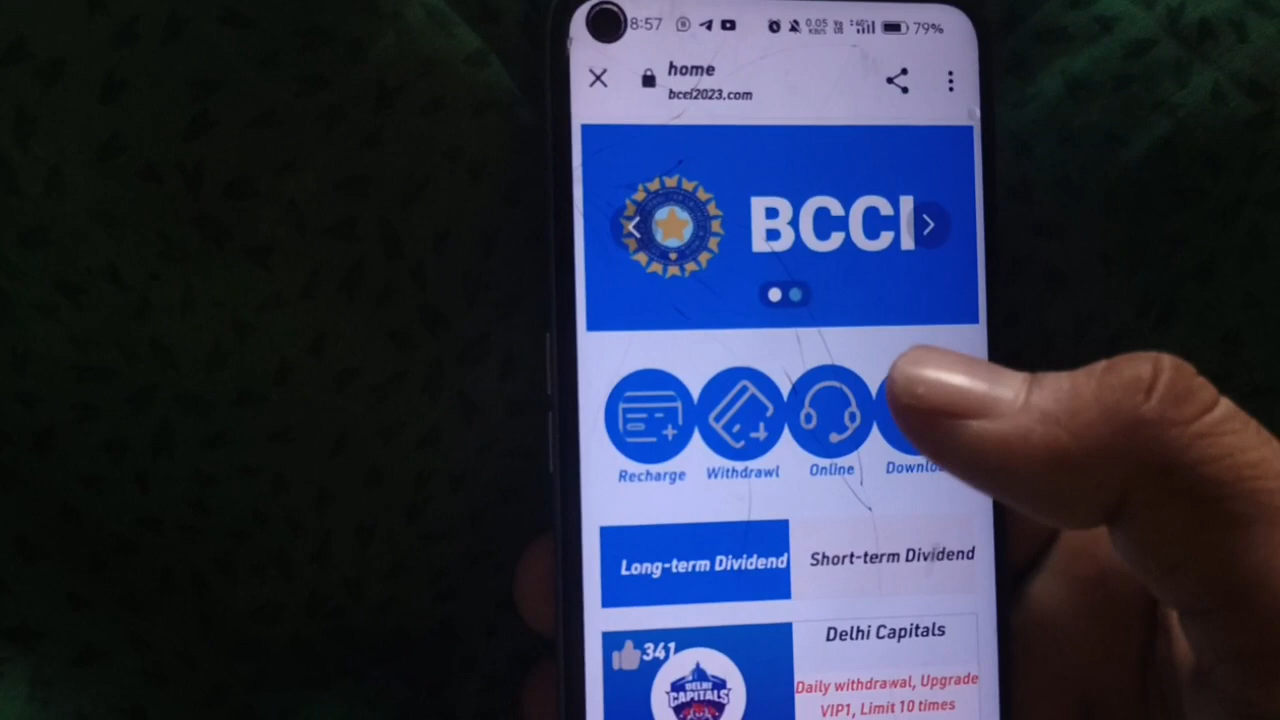 8:57
79%
home
bcci2023.com
BCCI
Recharge Withdrawl Online
Long-term Dividend Short-term Dividend
341
Delhi Capitals
DELHI
CAPITALS
Daily withdrawal, Upgrade
VIP1, Limit 10 times